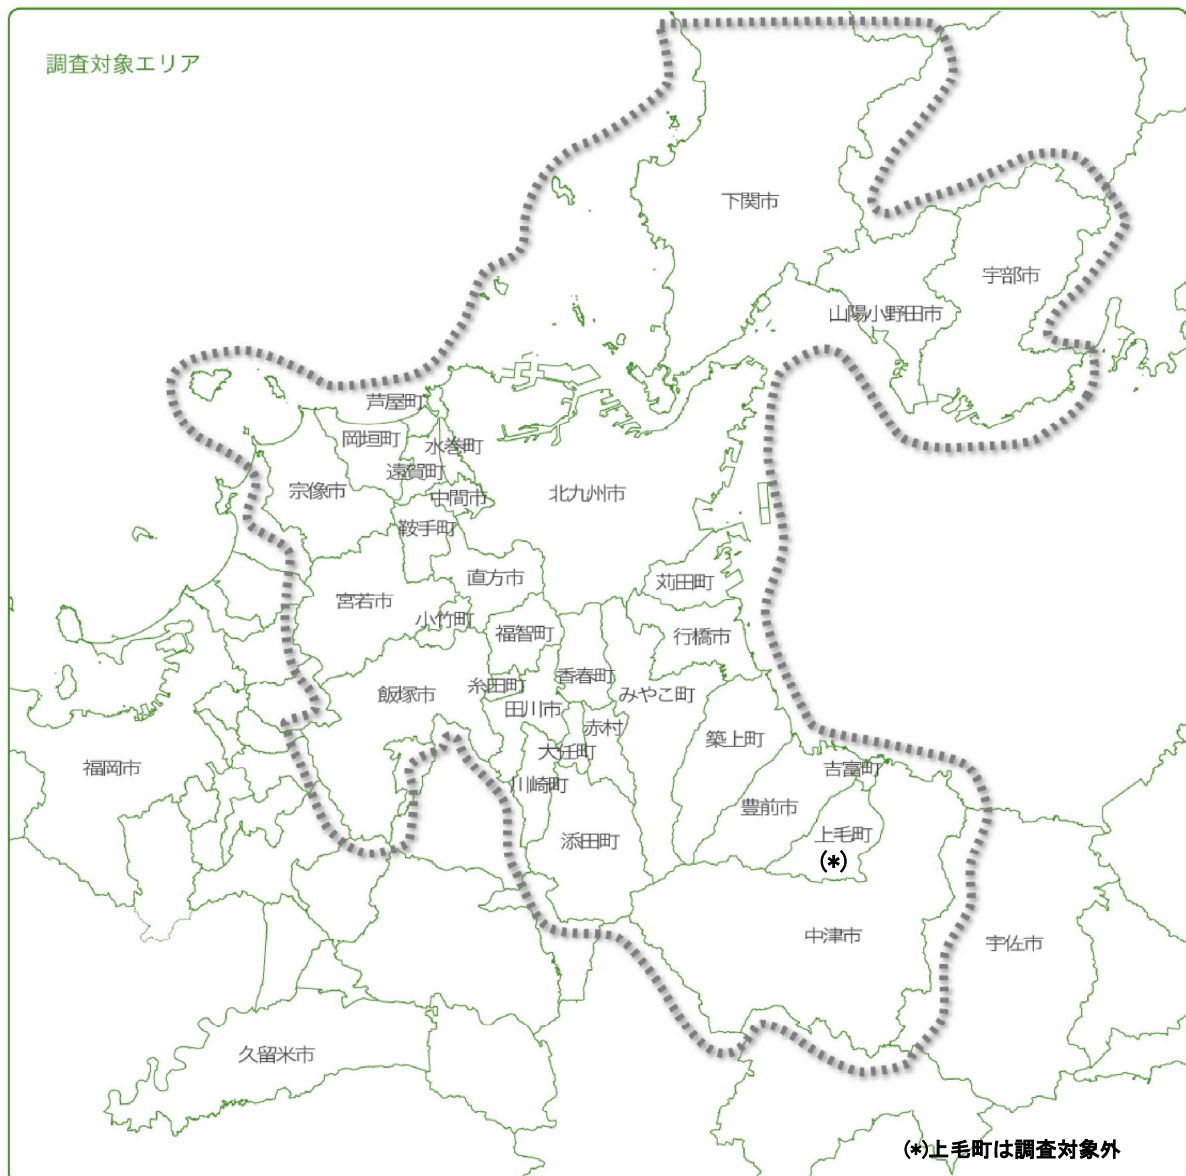 調査対象エリア
下関市
宇部市
山陽小野田市
芦屋町
岡垣町
水巻町
遠賀町
宗像市
中間市
北九州市
鞍手町
直方市
苅田町
宮若市
小竹町
福智町
行橋市
香春町
糸田町
飯塚市
みやこ町
田川市
赤村
築上町
大任町
福岡市
吉富町
川崎町
豊前市
上毛町
(*)
添田町
中津市
宇佐市
久留米市
(*)上毛町は調査対象外